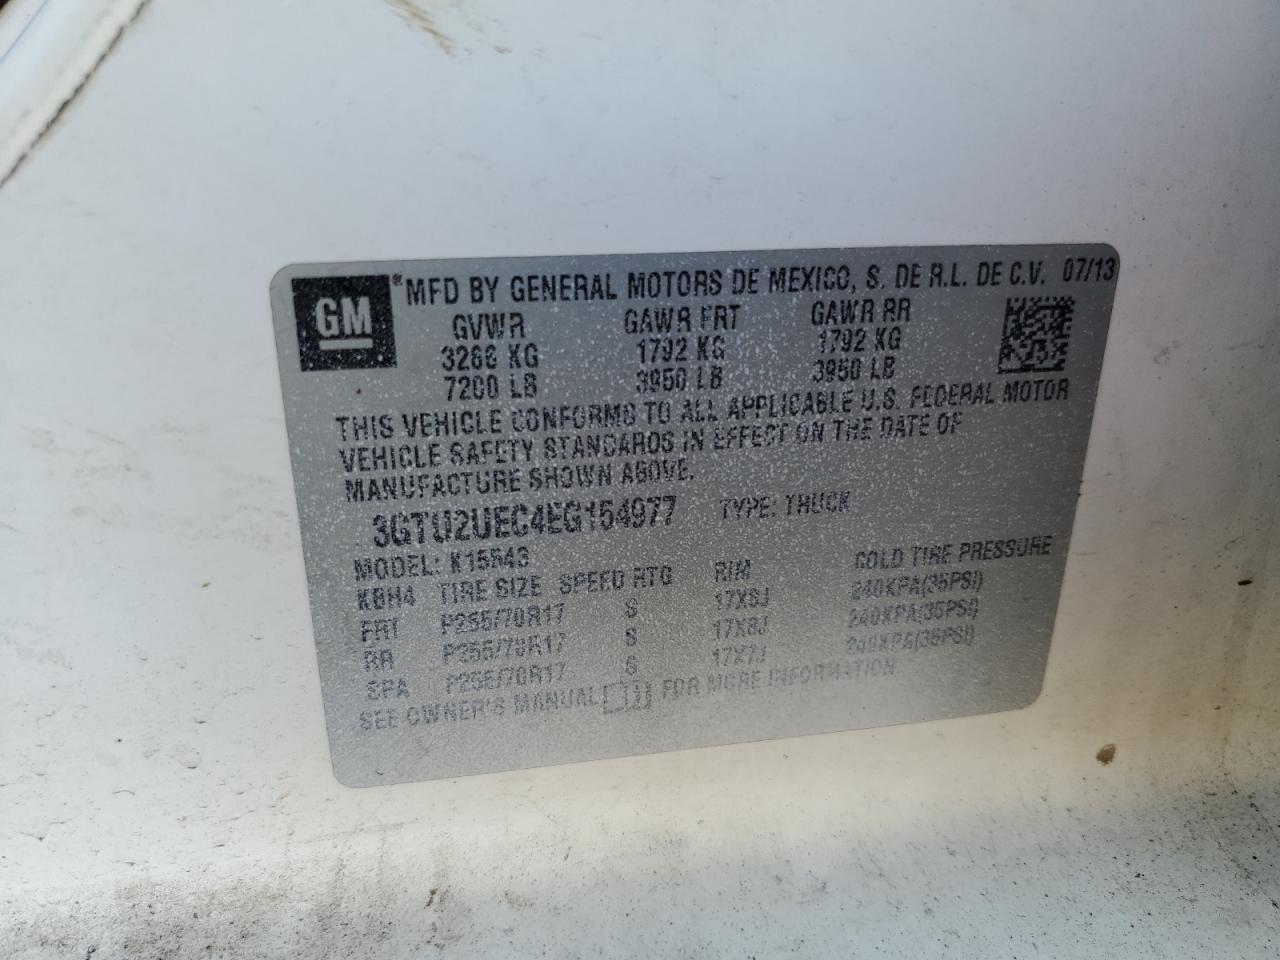 GM ® MFD BY GENERAL MOTORS DE MEXICO, S. DE R.L. DE C.V. 07/13
GVWR GAWR FRT GAWR RR
3266 KG 1792 KG 1792 KG
7200 LB 3950 LB 3950 LB
THIS VEHICLE CONFORMS TO ALL APPLICABLE U.S. FEDERAL MOTOR
VEHICLE SAFETY STANDARDS IN EFFECT ON THE DATE OF
MANUFACTURE SHOWN ABOVE.
3GTU2UEC4EG154977 TYPE: TRUCK
MODEL: K15543
KBH4 TIRE SIZE SPEED RTG RIM COLD TIRE PRESSURE
FRT P255/70R17 S 17X8J 240KPA(35PSI)
RR P255/70R17 S 17X8J 240KPA(35PSI)
SPA P255/70R17 S 17X7J 240KPA(35PSI)
SEE OWNER'S MANUAL FOR MORE INFORMATION